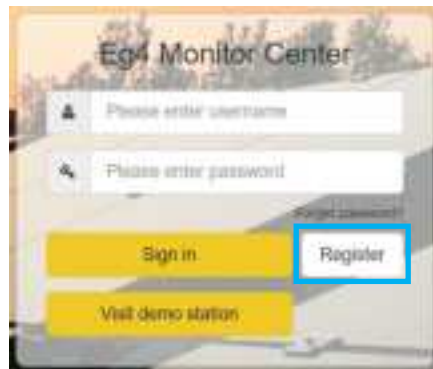 Eg4 Monitor Center
Please enter username
Please enter password
Forget password?
Sign in
Register
Visit demo station